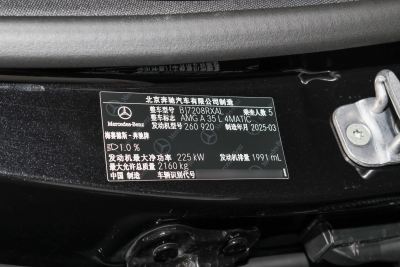 北京奔驰汽车有限公司制造
整车型号 BJ7208RXAL 乘坐人数 5
整车标志 AMG A 35 L 4MATIC
发动机型号 260 920 制造年月 2025-03
Mercedes-Benz
梅赛德斯-奔驰牌
1.0 %
发动机最大净功率 225 kW 发动机排量 1991 mL
最大允许总质量 2160 kg
中国 制造 车辆识别代号